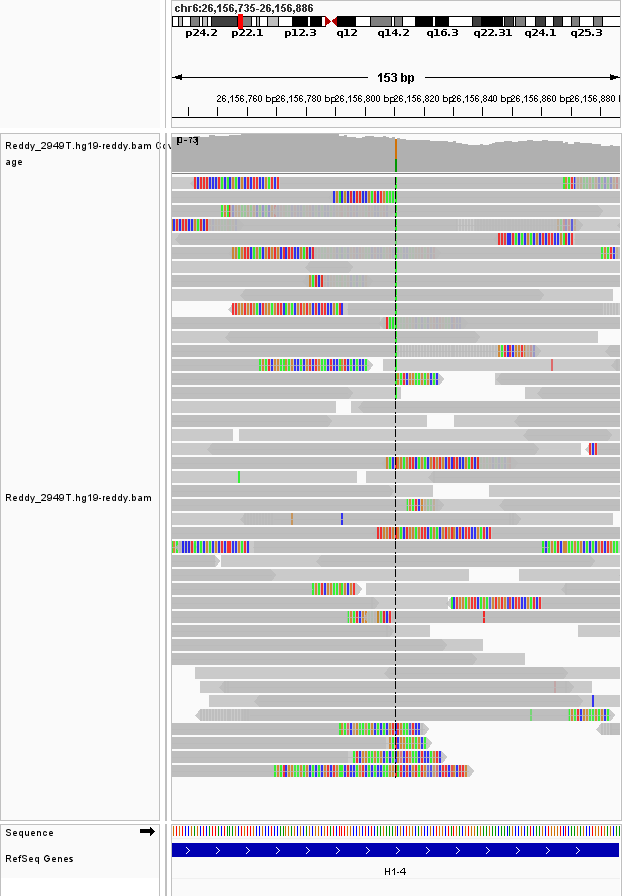 chr6:26,156,735-26,156,886
p24.2 p22.1 p12.3 q12 q14.2 q16.3 q22.31 q24.1 q25.3
153 bp
26,156,760 bp 26,156,780 bp 26,156,800 bp 26,156,820 bp 26,156,840 bp 26,156,860 bp 26,156,880 b
Reddy_2949T.hg19-reddy.bam Cov
age
[0-73]
Reddy_2949T.hg19-reddy.bam
Sequence
RefSeq Genes
H1-4